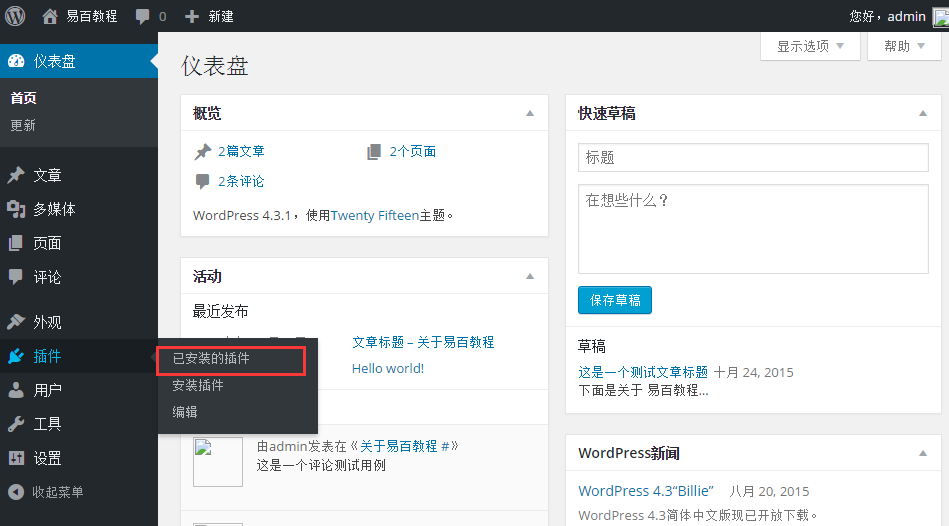 易百教程 0 新建 您好，admin
仪表盘
首页
更新
文章
多媒体
页面
评论
外观
插件
用户
工具
设置
收起菜单
已安装的插件
安装插件
编辑
显示选项 帮助
仪表盘
概览
2篇文章 2个页面
2条评论
WordPress 4.3.1，使用Twenty Fifteen主题。
活动
最近发布
文章标题 – 关于易百教程
Hello world!
由admin发表在《关于易百教程 #》
这是一个评论测试用例
快速草稿
标题
在想些什么？
保存草稿
草稿
这是一个测试文章标题 十月 24, 2015
下面是关于 易百教程...
WordPress新闻
WordPress 4.3“Billie” 八月 20, 2015
WordPress 4.3简体中文版现已开放下载。